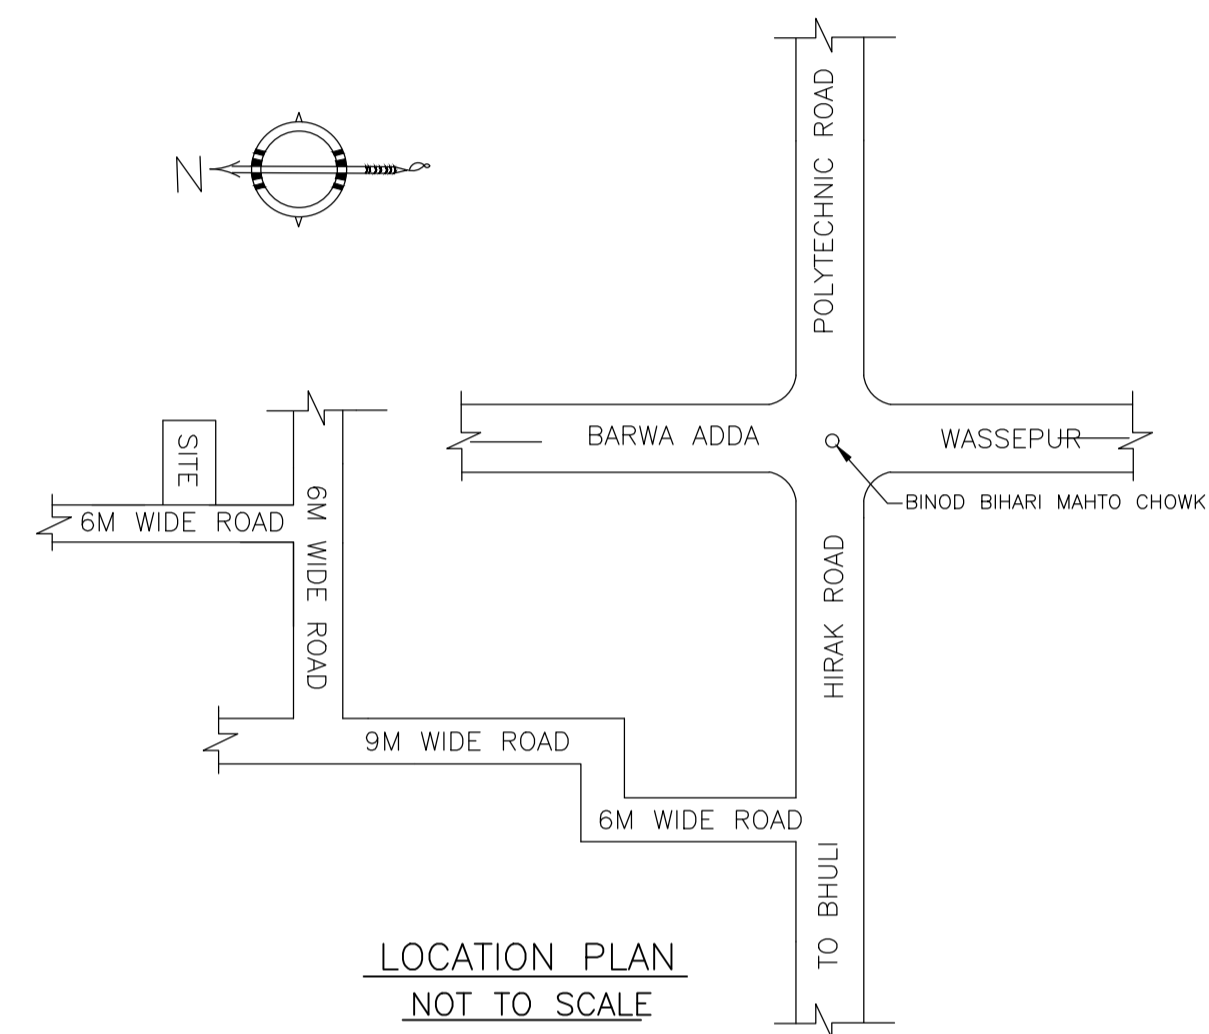 POLYTECHNIC ROAD
N
BARWA ADDA
WASSEPUR
SITE
6M WIDE ROAD
6M WIDE ROAD
BINOD BIHARI MAHTO CHOWK
HIRAK ROAD
9M WIDE ROAD
6M WIDE ROAD
TO BHULI
LOCATION PLAN
NOT TO SCALE